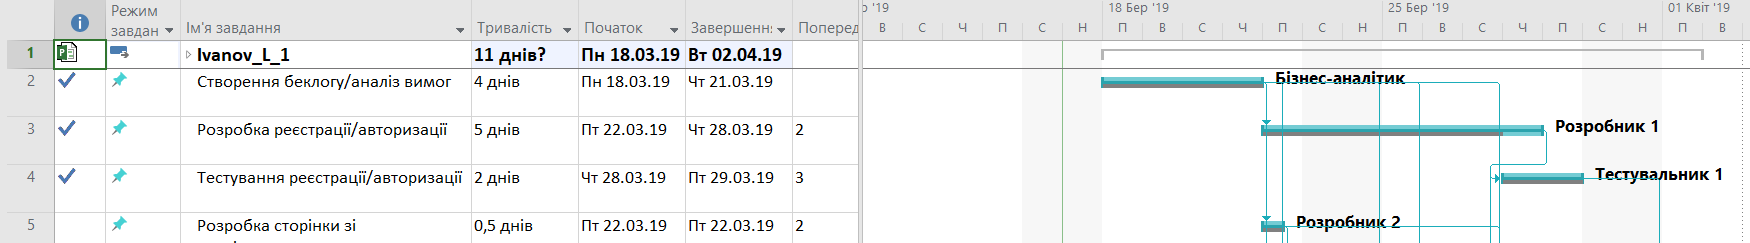 р '19 18 Бер '19 25 Бер '19 01 Квіт '19
Режим завдан Ім'я завдання Тривалість Початок Завершення Поперед
В С Ч П С Н П В С Ч П С Н П В С Ч П С Н П В
1 Ivanov_L_1 11 днів? Пн 18.03.19 Вт 02.04.19
2 Створення беклогу/аналіз вимог 4 днів Пн 18.03.19 Чт 21.03.19
Бізнес-аналітик
3 Розробка реєстрації/авторизації 5 днів Пт 22.03.19 Чт 28.03.19 2
Розробник 1
4 Тестування реєстрації/авторизації 2 днів Чт 28.03.19 Пт 29.03.19 3
Тестувальник 1
5 Розробка сторінки зі 0,5 днів Пт 22.03.19 Пт 22.03.19 2
Розробник 2